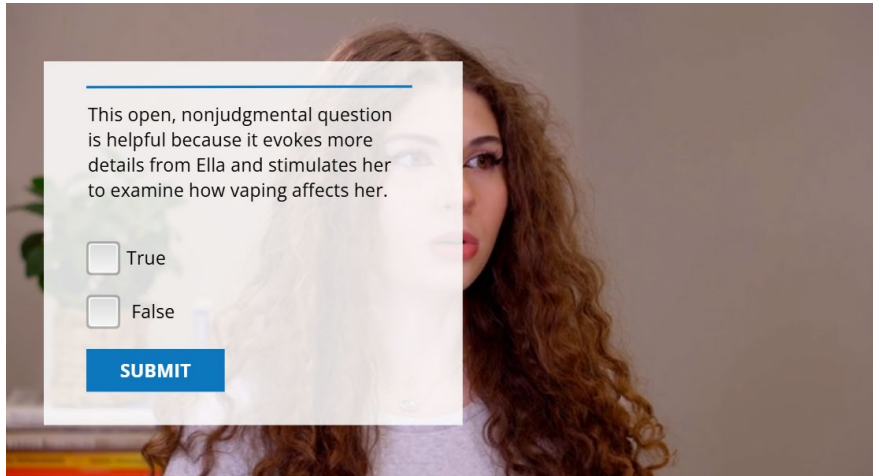 This open, nonjudgmental question
is helpful because it evokes more
details from Ella and stimulates her
to examine how vaping affects her.
True
False
SUBMIT